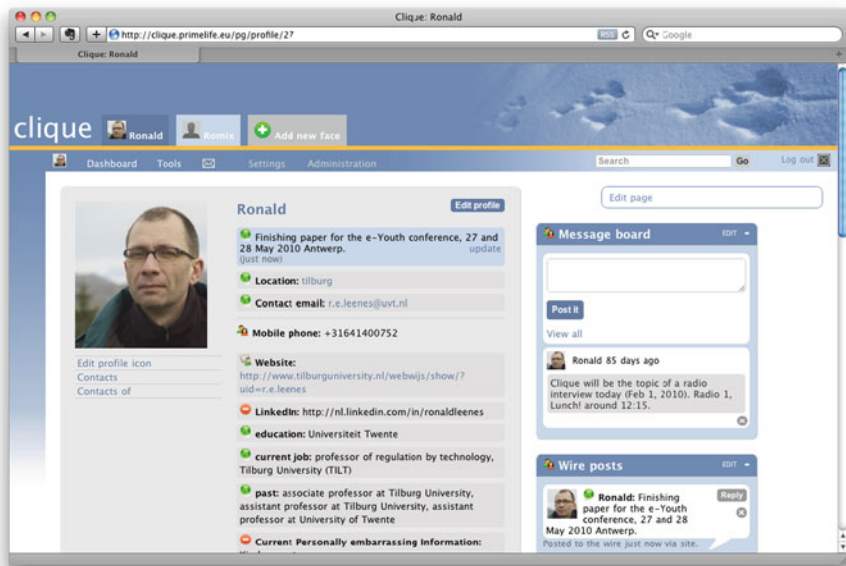 Clique: Ronald
http://clique.primelife.eu/pg/profile/27
RSS
Google
Clique: Ronald
clique
Ronald
Romix
Add new face
Dashboard
Tools
Settings
Administration
Search
Go
Log out
Edit page
Ronald
Edit profile
Finishing paper for the e-Youth conference, 27 and
28 May 2010 Antwerp.
update
(just now)
Location: tilburg
Contact email: r.e.leenes@uvt.nl
Mobile phone: +31641400752
Website:
http://www.tilburguniversity.nl/webwijs/show/?
uid=r.e.leenes
LinkedIn: http://nl.linkedin.com/in/ronaldleenes
education: Universiteit Twente
current job: professor of regulation by technology,
Tilburg University (TILT)
past: associate professor at Tilburg University,
assistant professor at Tilburg University, assistant
professor at University of Twente
Current Personally embarrassing Information:
Edit profile icon
Contacts
Contacts of
Message board
EDIT
Post it
View all
Ronald 85 days ago
Clique will be the topic of a radio
interview today (Feb 1, 2010). Radio 1,
Lunch! around 12:15.
Wire posts
EDIT
Ronald: Finishing
paper for the e-Youth
conference, 27 and 28
May 2010 Antwerp.
Reply
Posted to the wire just now via site.